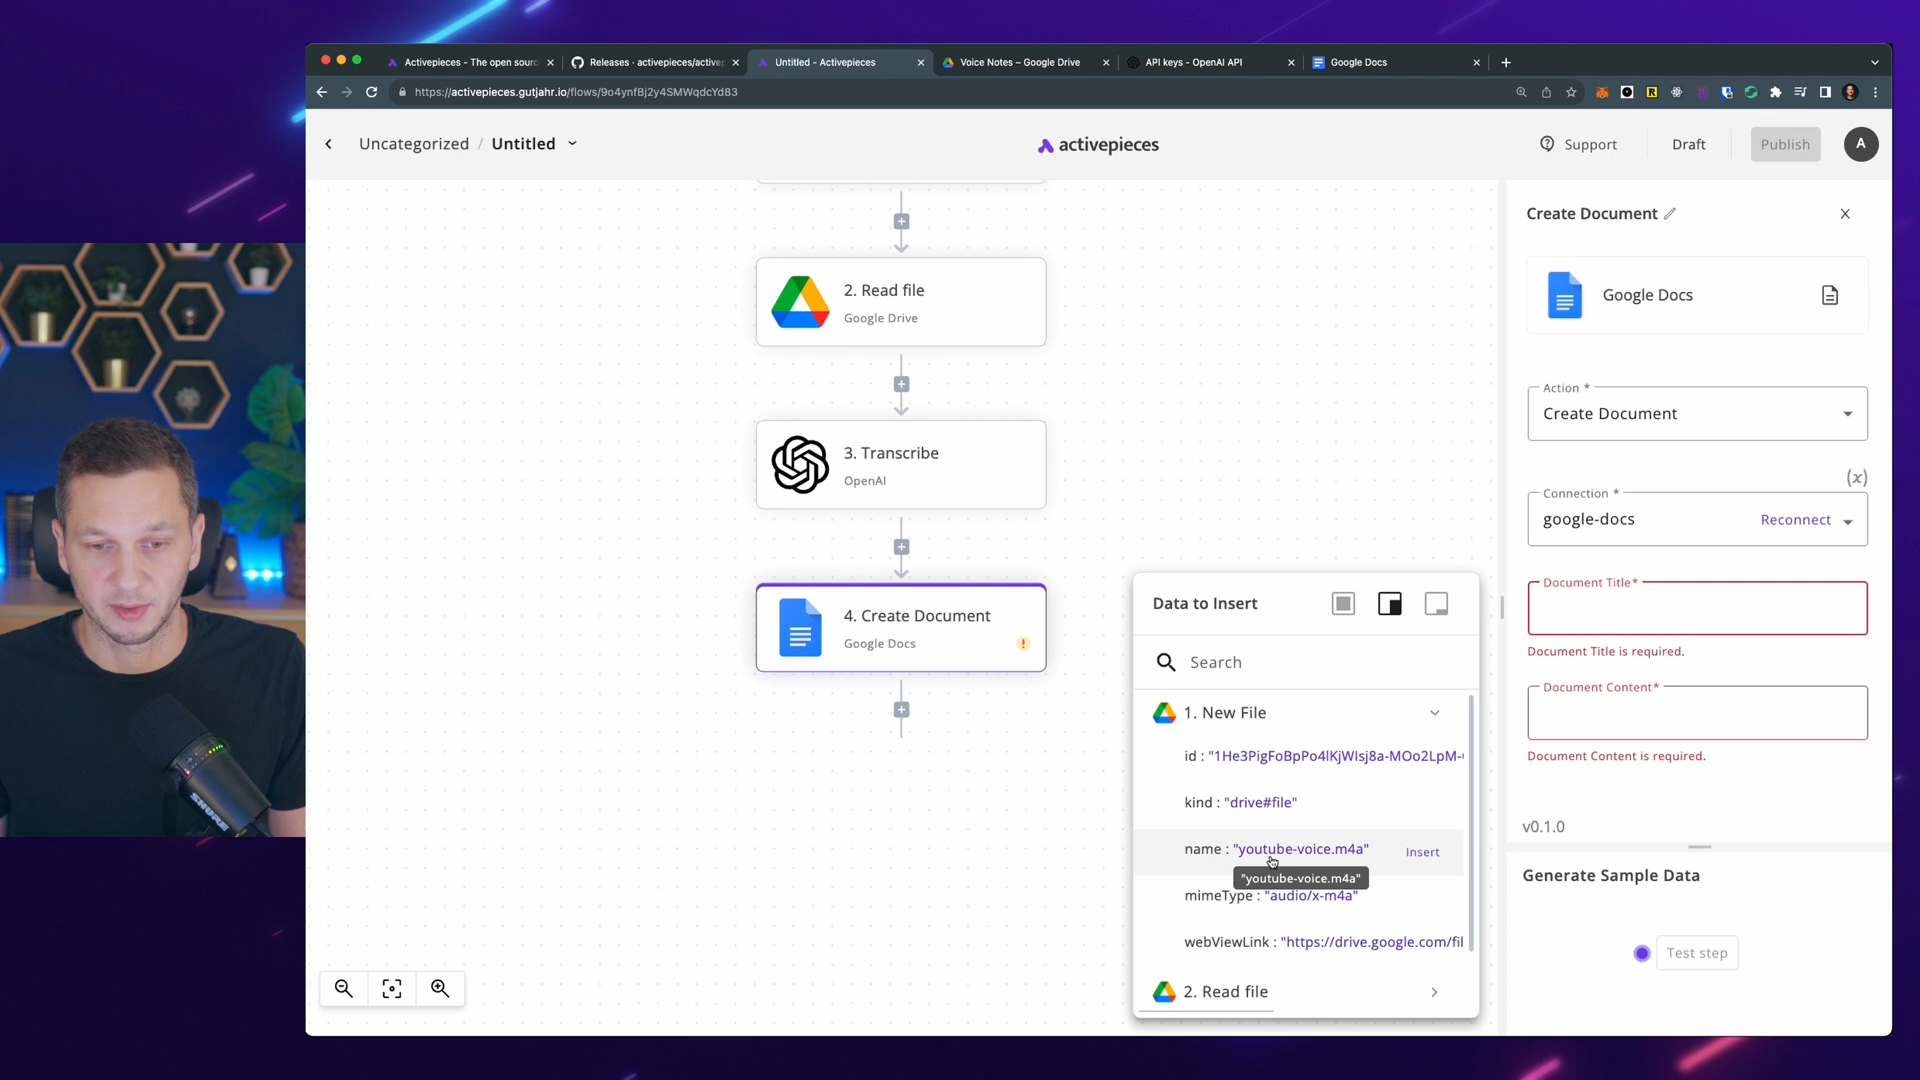 Activepieces - The open sourc
Releases · activepieces/active
Untitled - Activepieces
Voice Notes – Google Drive
API keys - OpenAI API
Google Docs
https://activepieces.gutjahr.io/flows/9o4ynfBj2y4SMWqdcYd83
Uncategorized / Untitled
activepieces
Support
Draft
Publish
A
2. Read file
Google Drive
3. Transcribe
OpenAI
4. Create Document
Google Docs
Data to Insert
Search
1. New File
id : "1He3PigFoBpPo4lKjWIsj8a-MOo2LpM-
kind : "drive#file"
name : "youtube-voice.m4a"
Insert
"youtube-voice.m4a"
mimeType : "audio/x-m4a"
webViewLink : "https://drive.google.com/fil
2. Read file
Create Document
Google Docs
Action *
Create Document
(x)
Connection *
google-docs
Reconnect
Document Title*
Document Title is required.
Document Content*
Document Content is required.
v0.1.0
Generate Sample Data
Test step
SHURE